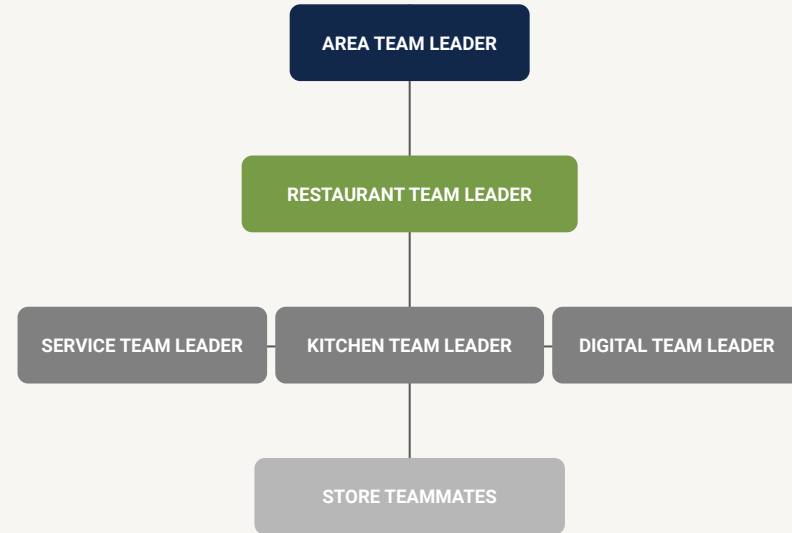 AREA TEAM LEADER
RESTAURANT TEAM LEADER
SERVICE TEAM LEADER
KITCHEN TEAM LEADER
DIGITAL TEAM LEADER
STORE TEAMMATES